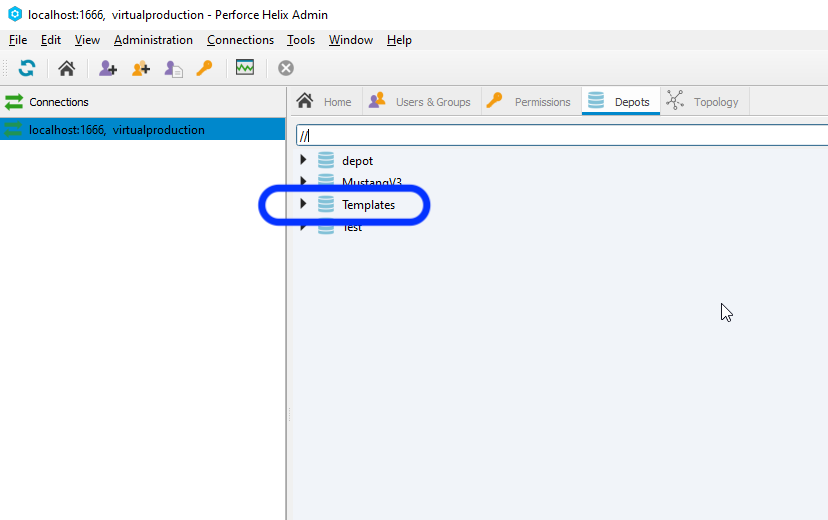 localhost:1666, virtualproduction - Perforce Helix Admin
File Edit View Administration Connections Tools Window Help
Connections
localhost:1666, virtualproduction
Home Users & Groups Permissions Depots Topology
//
depot
MustangV3
Templates
Test